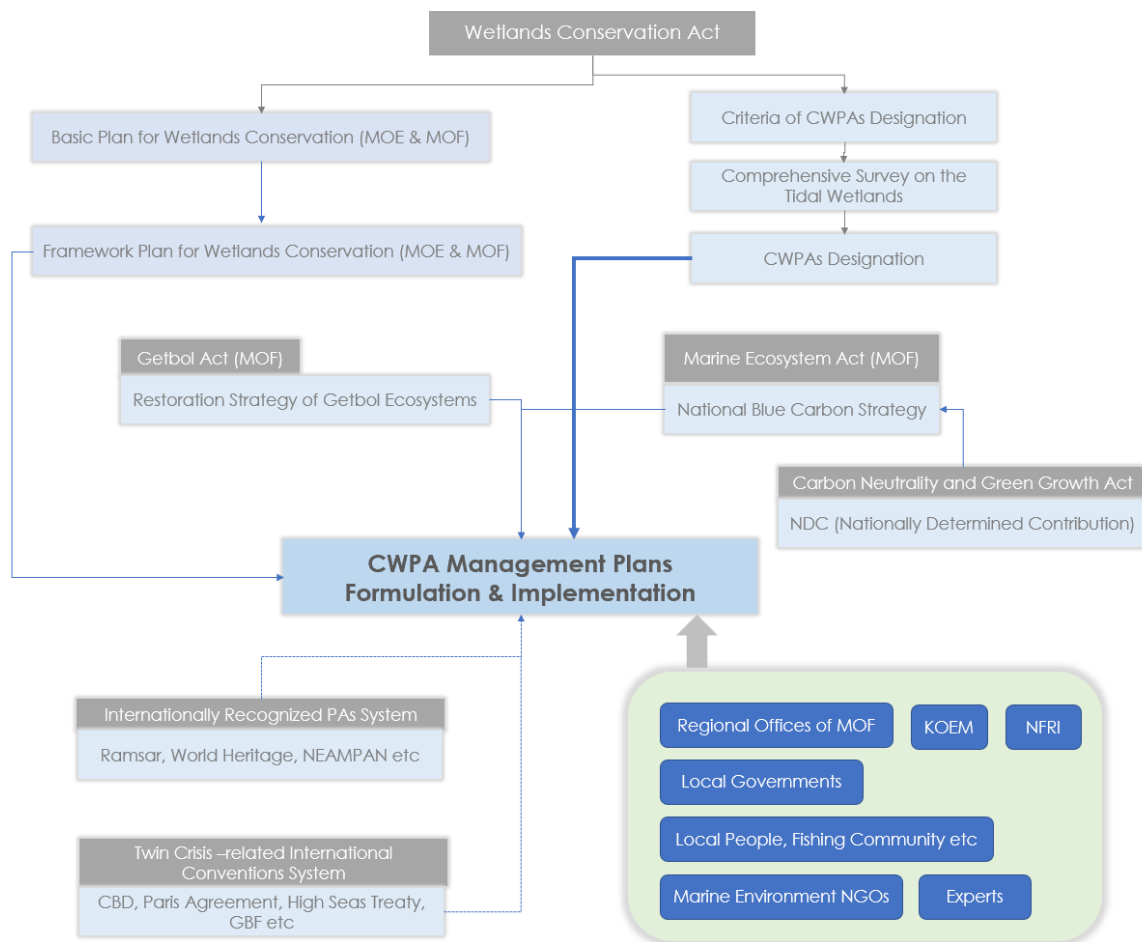 Wetlands Conservation Act
Basic Plan for Wetlands Conservation (MOE & MOF)
Criteria of CWPAs Designation
Comprehensive Survey on the
Tidal Wetlands
Framework Plan for Wetlands Conservation (MOE & MOF)
CWPAs Designation
Getbol Act (MOF)
Restoration Strategy of Getbol Ecosystems
Marine Ecosystem Act (MOF)
National Blue Carbon Strategy
Carbon Neutrality and Green Growth Act
NDC (Nationally Determined Contribution)
CWPA Management Plans
Formulation & Implementation
Internationally Recognized PAs System
Ramsar, World Heritage, NEAMPAN etc
Twin Crisis –related International
Conventions System
CBD, Paris Agreement, High Seas Treaty,
GBF etc
Regional Offices of MOF
KOEM
NFRI
Local Governments
Local People, Fishing Community etc
Marine Environment NGOs
Experts